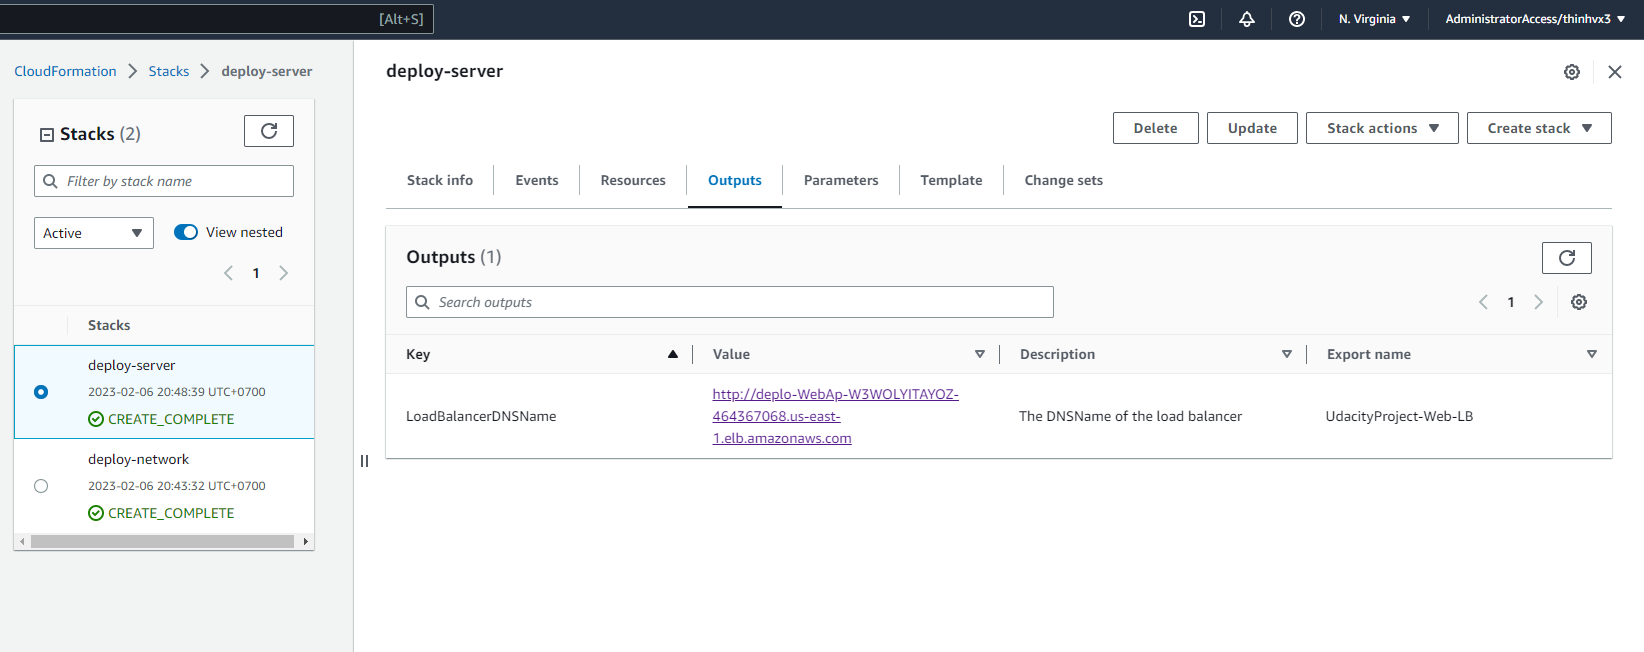 [Alt+S]
N. Virginia
AdministratorAccess/thinhvx3
CloudFormation
Stacks
deploy-server
Stacks (2)
Filter by stack name
Active
View nested
1
Stacks
deploy-server
2023-02-06 20:48:39 UTC+0700
CREATE_COMPLETE
deploy-network
2023-02-06 20:43:32 UTC+0700
CREATE_COMPLETE
deploy-server
Delete
Update
Stack actions
Create stack
Stack info
Events
Resources
Outputs
Parameters
Template
Change sets
Outputs (1)
Search outputs
1
Key
Value
Description
Export name
LoadBalancerDNSName
http://deplo-WebAp-W3WOLYITAYOZ-
464367068.us-east-
1.elb.amazonaws.com
The DNSName of the load balancer
UdacityProject-Web-LB